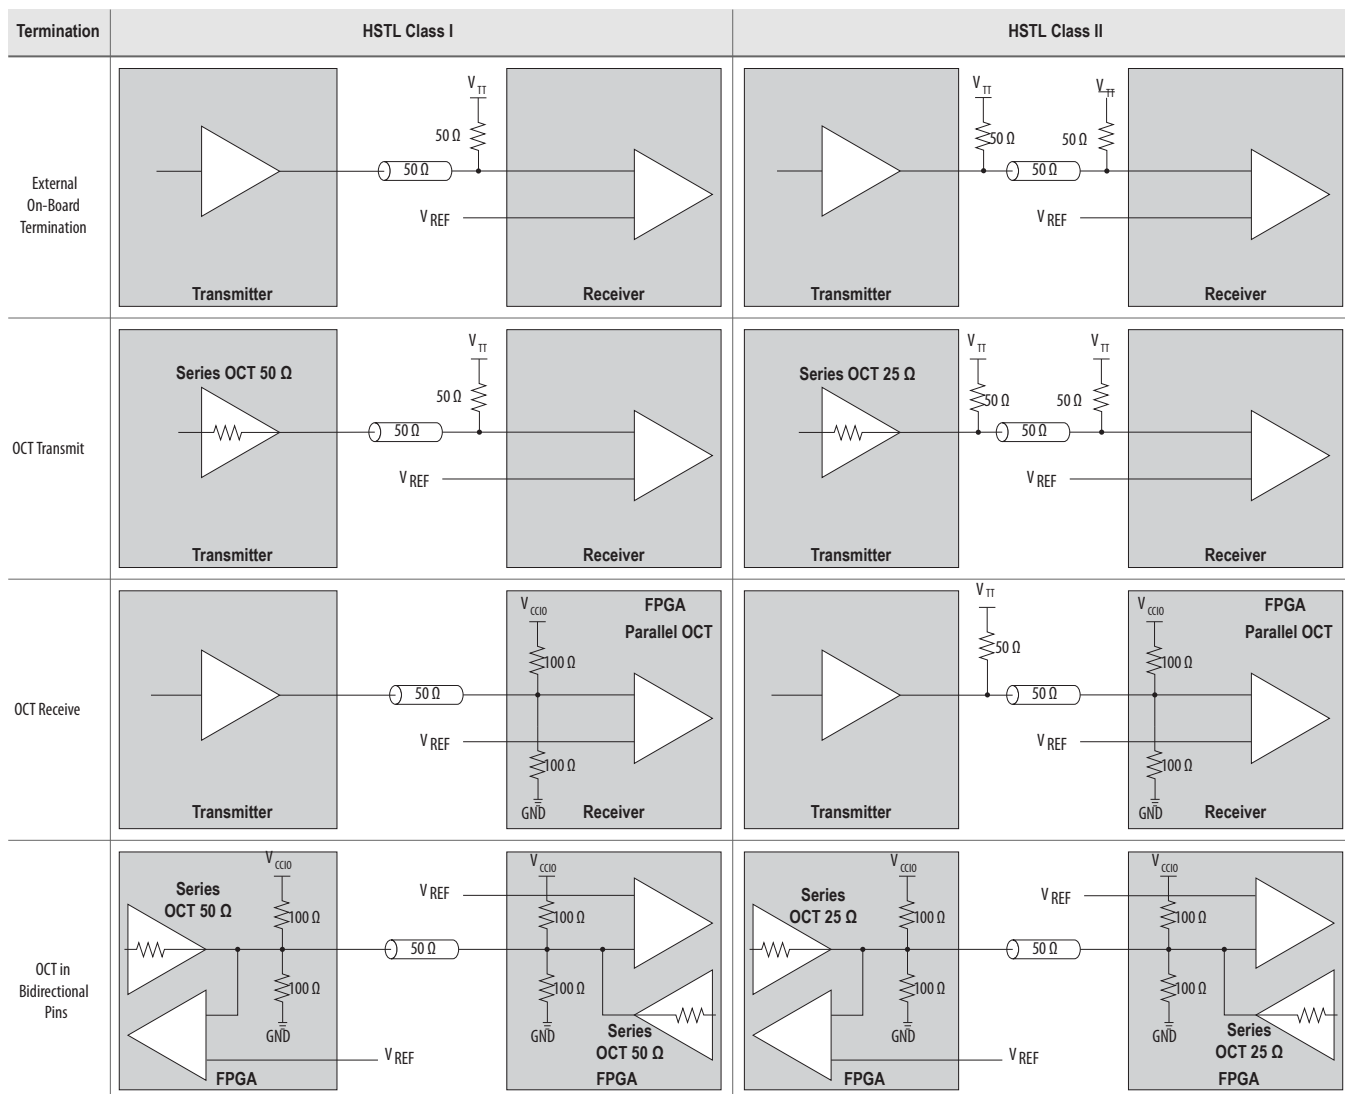 Termination
HSTL Class I
HSTL Class II
External
On-Board
Termination
V TT
50 Ω
50 Ω
V REF
Transmitter
Receiver
V TT
V TT
50 Ω
50 Ω
50 Ω
V REF
Transmitter
Receiver
OCT Transmit
Series OCT 50 Ω
V TT
50 Ω
50 Ω
V REF
Transmitter
Receiver
Series OCT 25 Ω
V TT
V TT
50 Ω
50 Ω
50 Ω
V REF
Transmitter
Receiver
OCT Receive
V CCIO
FPGA
Parallel OCT
100 Ω
50 Ω
V REF
100 Ω
GND
Transmitter
Receiver
V TT
50 Ω
V CCIO
FPGA
Parallel OCT
100 Ω
50 Ω
V REF
100 Ω
GND
Transmitter
Receiver
OCT in
Bidirectional
Pins
V CCIO
Series
OCT 50 Ω
100 Ω
100 Ω
GND
V REF
FPGA
50 Ω
V REF
V CCIO
100 Ω
100 Ω
GND
Series
OCT 50 Ω
FPGA
V CCIO
Series
OCT 25 Ω
100 Ω
100 Ω
GND
V REF
FPGA
50 Ω
V REF
V CCIO
100 Ω
100 Ω
GND
Series
OCT 25 Ω
FPGA